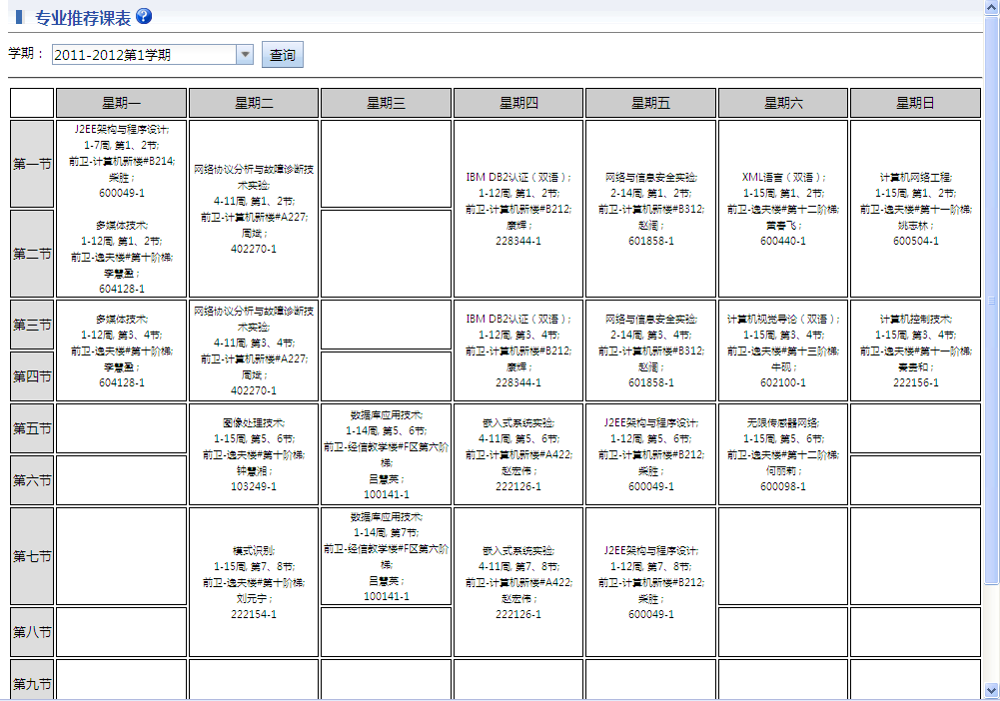 专业推荐课表
学期：
2011-2012第1学期
查询
星期一
星期二
星期三
星期四
星期五
星期六
星期日
第一节
J2EE架构与程序设计;
1-7周, 第1、2节;
前卫-计算机新楼#B214;
柴胜 ;
600049-1
多媒体技术;
1-12周, 第1、2节;
前卫-逸夫楼#第十阶梯;
李慧盈 ;
604128-1
网络协议分析与故障诊断技
术实验;
4-11周, 第1、2节;
前卫-计算机新楼#A227;
周斌 ;
402270-1
IBM DB2认证（双语）;
1-12周, 第1、2节;
前卫-计算机新楼#B212;
康辉 ;
228344-1
网络与信息安全实验;
2-14周, 第1、2节;
前卫-计算机新楼#B312;
赵阔 ;
601858-1
XML语言（双语）;
1-15周, 第1、2节;
前卫-逸夫楼#第十二阶梯;
黄春飞 ;
600440-1
计算机网络工程;
1-15周, 第1、2节;
前卫-逸夫楼#第十一阶梯;
姚志林 ;
600504-1
第二节
第三节
多媒体技术;
1-12周, 第3、4节;
前卫-逸夫楼#第十阶梯;
李慧盈 ;
604128-1
网络协议分析与故障诊断技
术实验;
4-11周, 第3、4节;
前卫-计算机新楼#A227;
周斌 ;
402270-1
IBM DB2认证（双语）;
1-12周, 第3、4节;
前卫-计算机新楼#B212;
康辉 ;
228344-1
网络与信息安全实验;
2-14周, 第3、4节;
前卫-计算机新楼#B312;
赵阔 ;
601858-1
计算机视觉导论（双语）;
1-15周, 第3、4节;
前卫-逸夫楼#第十三阶梯;
牛砚 ;
602100-1
计算机控制技术;
1-15周, 第3、4节;
前卫-逸夫楼#第十一阶梯;
秦贵和 ;
222156-1
第四节
第五节
图像处理技术;
1-15周, 第5、6节;
前卫-逸夫楼#第十阶梯;
钟慧湘 ;
103249-1
数据库应用技术;
1-14周, 第5、6节;
前卫-经信教学楼#F区第六阶
梯;
吕慧英 ;
100141-1
嵌入式系统实验;
4-11周, 第5、6节;
前卫-计算机新楼#A422;
赵宏伟 ;
222126-1
J2EE架构与程序设计;
1-12周, 第5、6节;
前卫-计算机新楼#B212;
柴胜 ;
600049-1
无限传感器网络;
1-15周, 第5、6节;
前卫-逸夫楼#第十二阶梯;
何丽莉 ;
600098-1
第六节
第七节
模式识别;
1-15周, 第7、8节;
前卫-逸夫楼#第十阶梯;
刘元宁 ;
222154-1
数据库应用技术;
1-14周, 第7节;
前卫-经信教学楼#F区第六阶
梯;
吕慧英 ;
100141-1
嵌入式系统实验;
4-11周, 第7、8节;
前卫-计算机新楼#A422;
赵宏伟 ;
222126-1
J2EE架构与程序设计;
1-12周, 第7、8节;
前卫-计算机新楼#B212;
柴胜 ;
600049-1
第八节
第九节